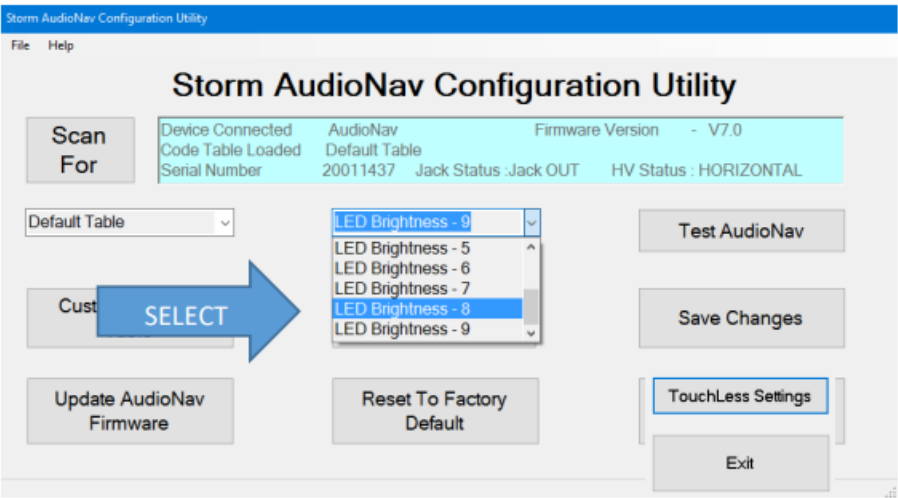 Storm AudioNav Configuration Utility
File Help
Storm AudioNav Configuration Utility
Scan
For
Device Connected AudioNav Firmware Version - V7.0
Code Table Loaded Default Table
Serial Number 20011437 Jack Status :Jack OUT HV Status : HORIZONTAL
Default Table
LED Brightness - 9
LED Brightness - 5
LED Brightness - 6
LED Brightness - 7
LED Brightness - 8
LED Brightness - 9
Test AudioNav
Cust
SELECT
Save Changes
Update AudioNav
Firmware
Reset To Factory
Default
TouchLess Settings
Exit